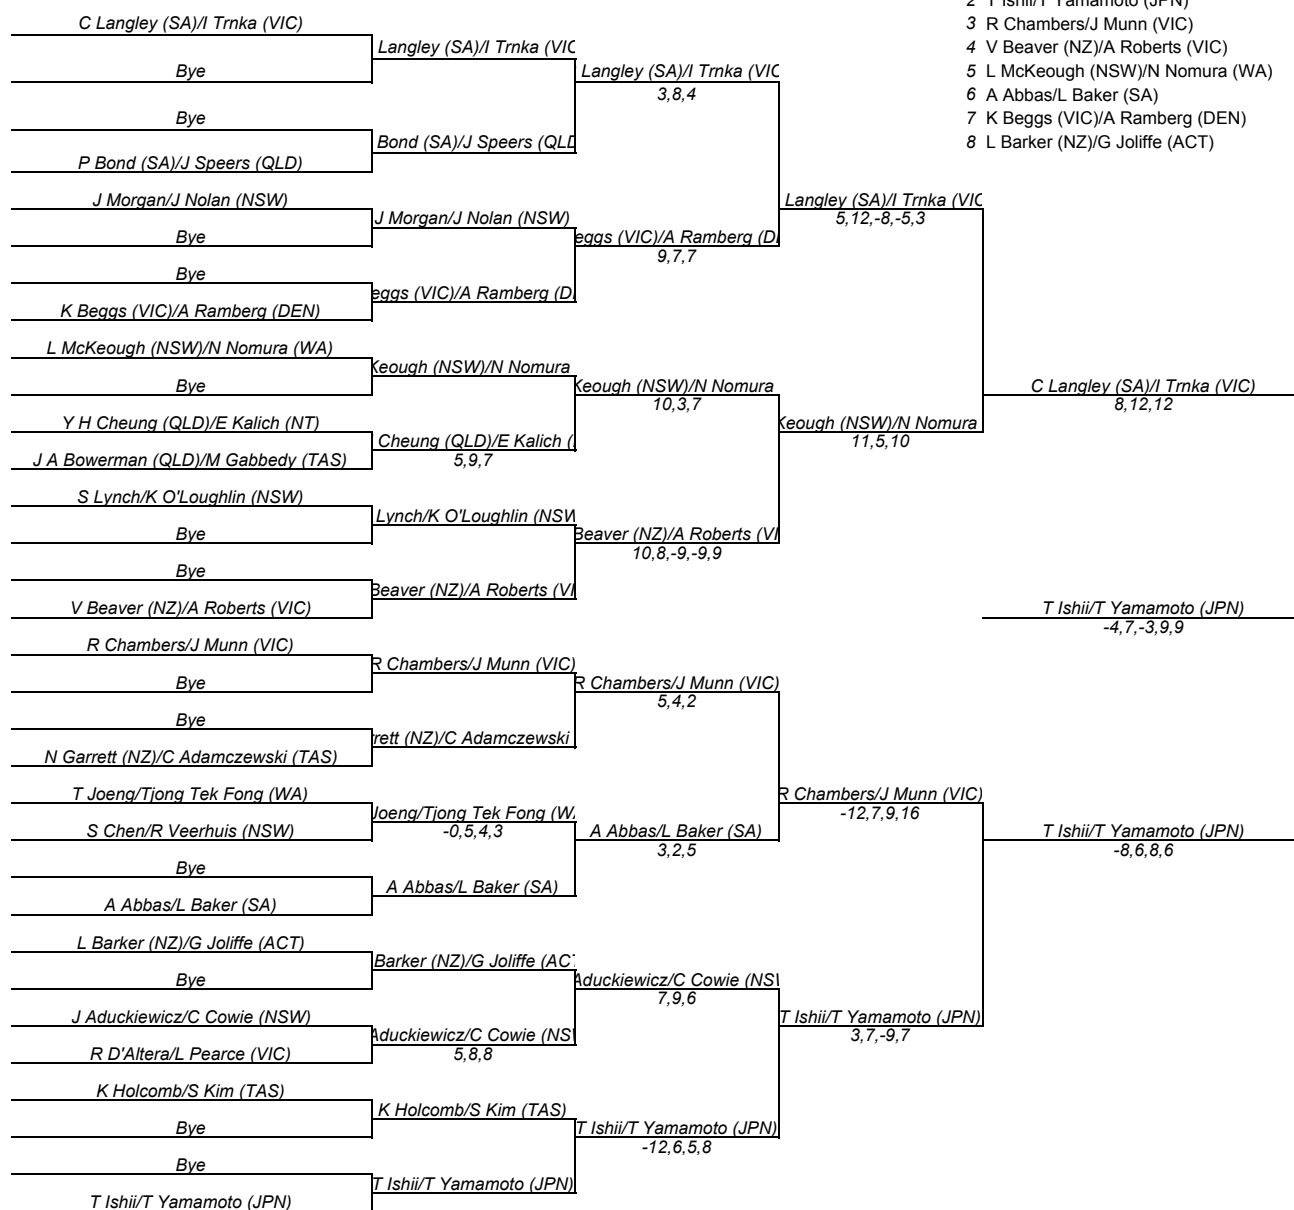 C Langley (SA)/I Trnka (VIC)
Bye
Bye
P Bond (SA)/J Speers (QLD)
J Morgan/J Nolan (NSW)
Bye
Bye
K Beggs (VIC)/A Ramberg (DEN)
L McKeough (NSW)/N Nomura (WA)
Bye
Y H Cheung (QLD)/E Kalich (NT)
J A Bowerman (QLD)/M Gabbedy (TAS)
S Lynch/K O'Loughlin (NSW)
Bye
Bye
V Beaver (NZ)/A Roberts (VIC)
R Chambers/J Munn (VIC)
Bye
Bye
N Garrett (NZ)/C Adamczewski (TAS)
T Joeng/Tjong Tek Fong (WA)
S Chen/R Veerhuis (NSW)
Bye
A Abbas/L Baker (SA)
L Barker (NZ)/G Joliffe (ACT)
Bye
J Aduckiewicz/C Cowie (NSW)
R D'Altera/L Pearce (VIC)
K Holcomb/S Kim (TAS)
Bye
Bye
T Ishii/T Yamamoto (JPN)
Langley (SA)/I Trnka (VIC
Bond (SA)/J Speers (QLD
J Morgan/J Nolan (NSW)
eggs (VIC)/A Ramberg (D
Keough (NSW)/N Nomura
Cheung (QLD)/E Kalich (
5,9,7
Lynch/K O'Loughlin (NSW
Beaver (NZ)/A Roberts (VI
R Chambers/J Munn (VIC)
rett (NZ)/C Adamczewski
Joeng/Tjong Tek Fong (W
-0,5,4,3
A Abbas/L Baker (SA)
Barker (NZ)/G Joliffe (ACT
Aduckiewicz/C Cowie (NS
5,8,8
K Holcomb/S Kim (TAS)
T Ishii/T Yamamoto (JPN)
Langley (SA)/I Trnka (VIC
3,8,4
eggs (VIC)/A Ramberg (D
9,7,7
Keough (NSW)/N Nomura
10,3,7
Beaver (NZ)/A Roberts (VI
10,8,-9,-9,9
R Chambers/J Munn (VIC)
5,4,2
A Abbas/L Baker (SA)
3,2,5
Aduckiewicz/C Cowie (NS
7,9,6
T Ishii/T Yamamoto (JPN)
-12,6,5,8
Langley (SA)/I Trnka (VIC
5,12,-8,-5,3
Keough (NSW)/N Nomura
11,5,10
R Chambers/J Munn (VIC)
-12,7,9,16
T Ishii/T Yamamoto (JPN)
3,7,-9,7
2 T Ishii/T Yamamoto (JPN)
3 R Chambers/J Munn (VIC)
4 V Beaver (NZ)/A Roberts (VIC)
5 L McKeough (NSW)/N Nomura (WA)
6 A Abbas/L Baker (SA)
7 K Beggs (VIC)/A Ramberg (DEN)
8 L Barker (NZ)/G Joliffe (ACT)
C Langley (SA)/I Trnka (VIC)
8,12,12
T Ishii/T Yamamoto (JPN)
-4,7,-3,9,9
T Ishii/T Yamamoto (JPN)
-8,6,8,6